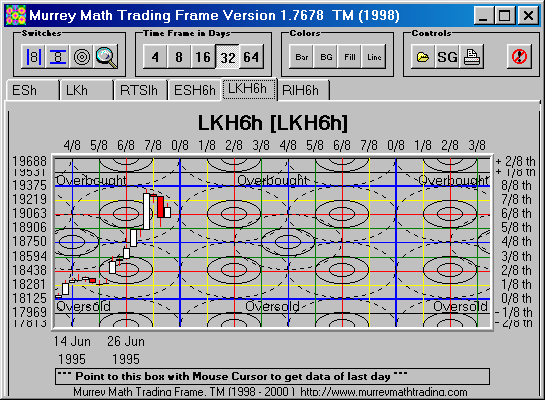 Murrey Math Trading Frame Version 1.7678 TM (1998)
Switches Time Frame in Days Colors Controls
8 8 4 8 16 32 64 Bar BG Fill Line SG
ESh LKh RTSIh ESH6h LKH6h RIH6h
LKH6h [LKH6h]
4/8 5/8 6/8 7/8 0/8 1/8 2/8 3/8 4/8 5/8 6/8 7/8 0/8 1/8 2/8 3/8
19688 + 2/8 th
19531 + 1/8 th
19375 Overbought Overbought Overbought 8/8 th
19219 7/8 th
19063 6/8 th
18906 5/8 th
18750 4/8 th
18594 3/8 th
18438 2/8 th
18281 1/8 th
18125 0/8 th
17969 Oversold Oversold Oversold - 1/8 th
17813 - 2/8 th
14 Jun 26 Jun
1995 1995
*** Point to this box with Mouse Cursor to get data of last day ***
Murrey Math Trading Frame. TM (1998 - 2000 ) http://www.murreymathtrading.com